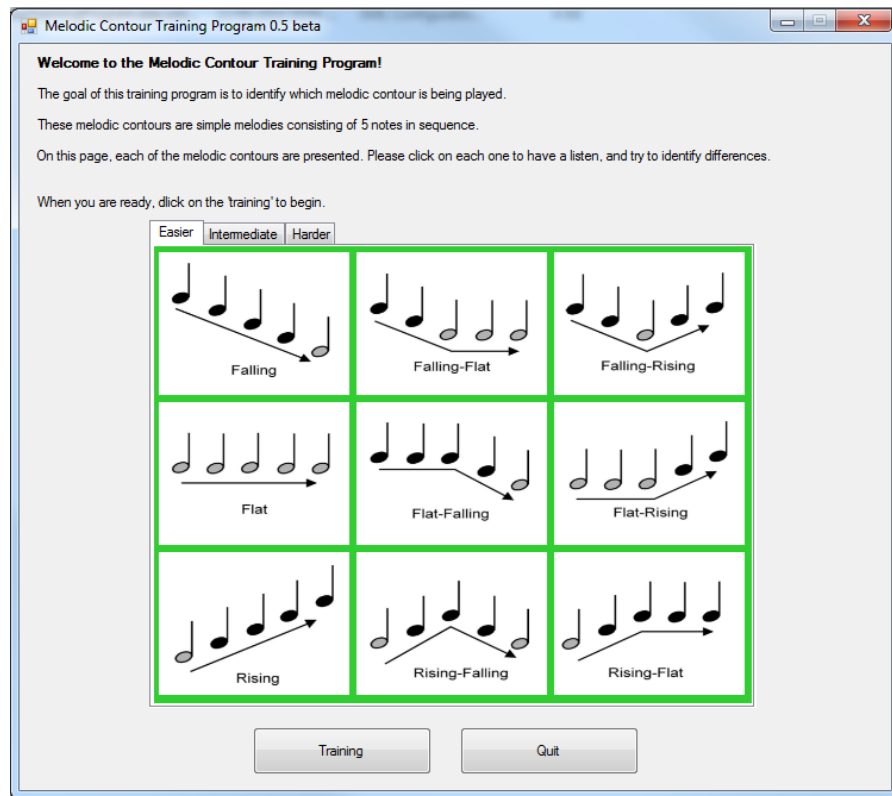 Melodic Contour Training Program 0.5 beta
Welcome to the Melodic Contour Training Program!
The goal of this training program is to identify which melodic contour is being played.
These melodic contours are simple melodies consisting of 5 notes in sequence.
On this page, each of the melodic contours are presented. Please click on each one to have a listen, and try to identify differences.
When you are ready, dlick on the 'training' to begin.
Easier Intermediate Harder
Falling Falling-Flat Falling-Rising
Flat Flat-Falling Flat-Rising
Rising Rising-Falling Rising-Flat
Training Quit